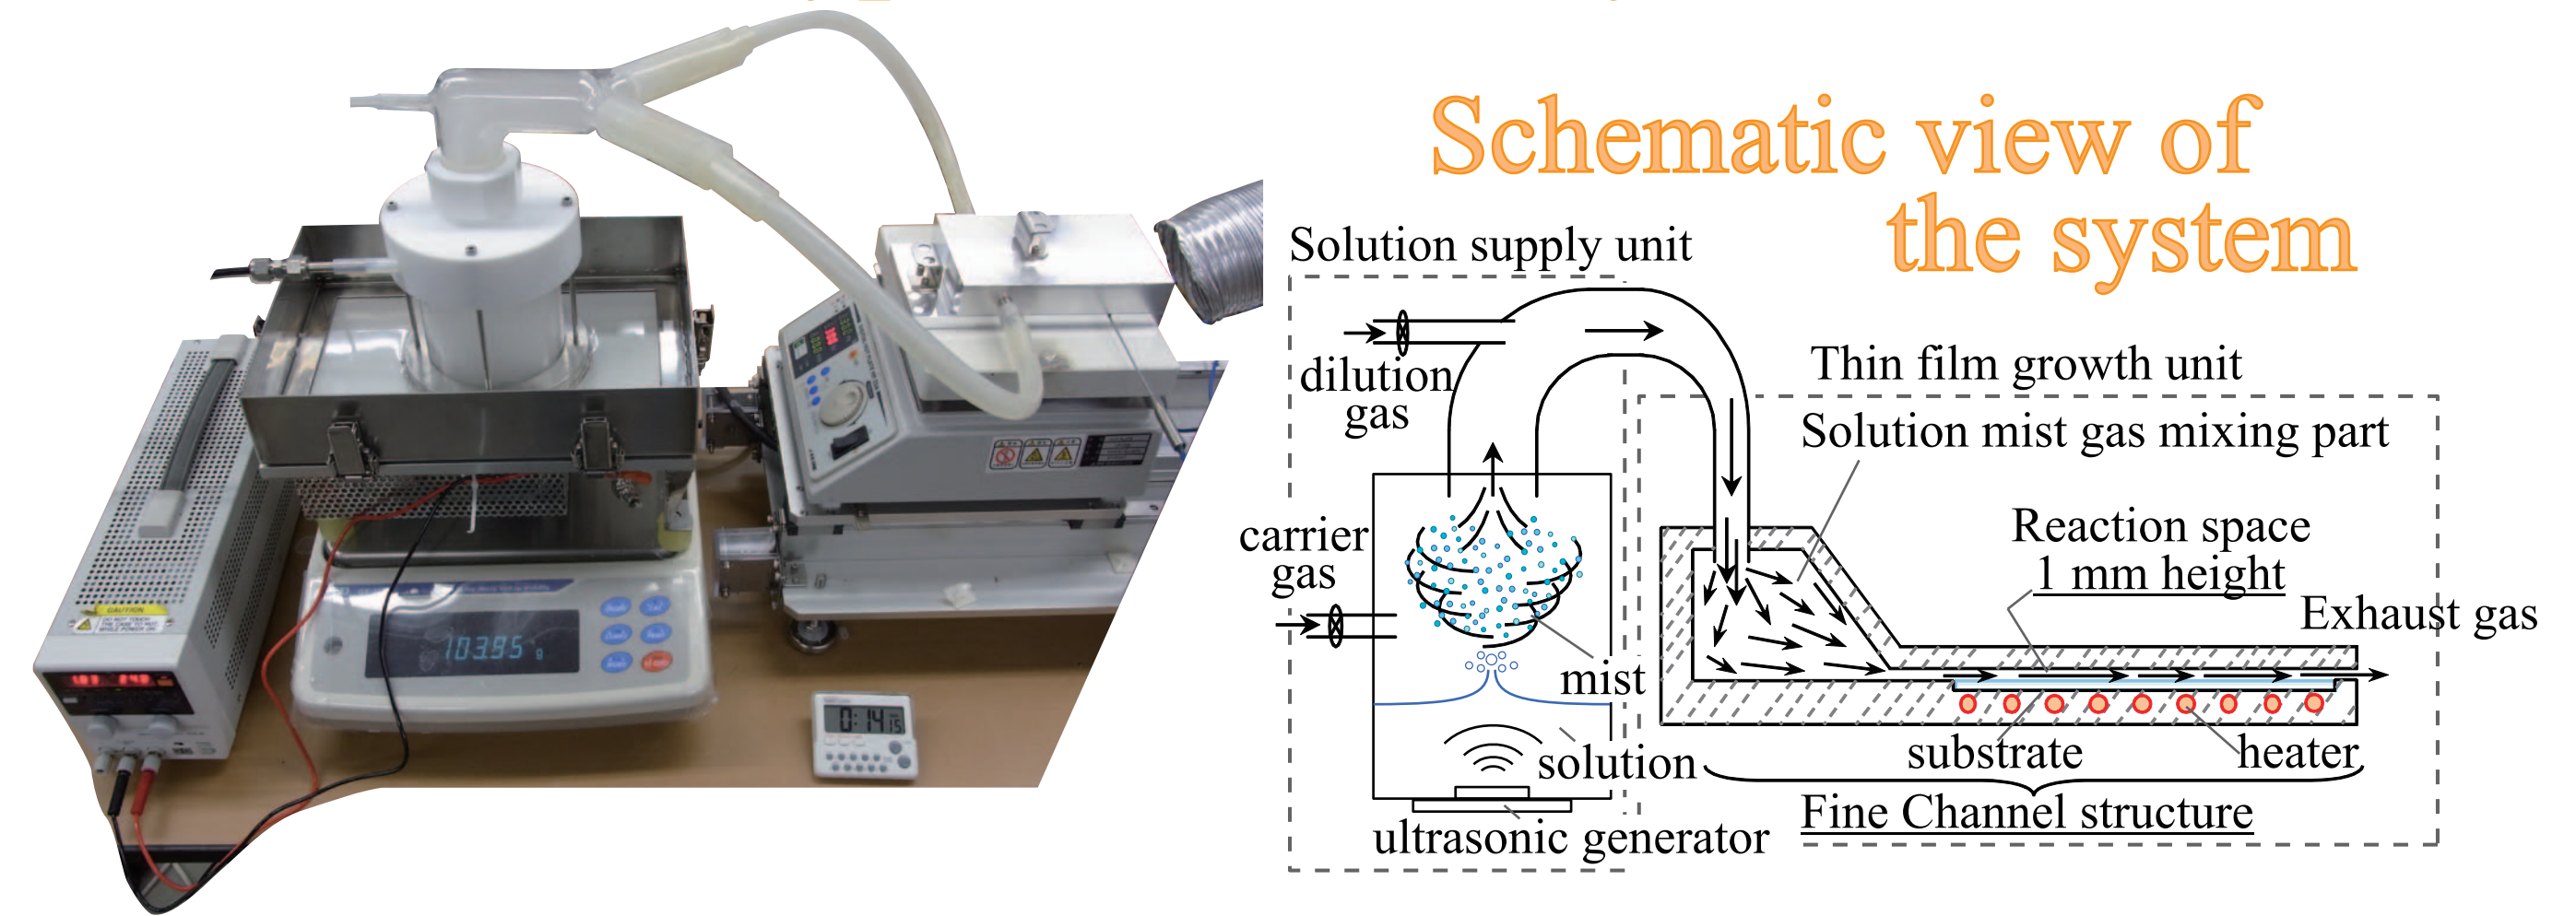 Schematic view of
the system
Solution supply unit
dilution
gas
carrier
gas
mist
solution
ultrasonic generator
Thin film growth unit
Solution mist gas mixing part
Reaction space
1 mm height
Exhaust gas
substrate
heater
Fine Channel structure
CAUTION
103.95 g
0:14 15